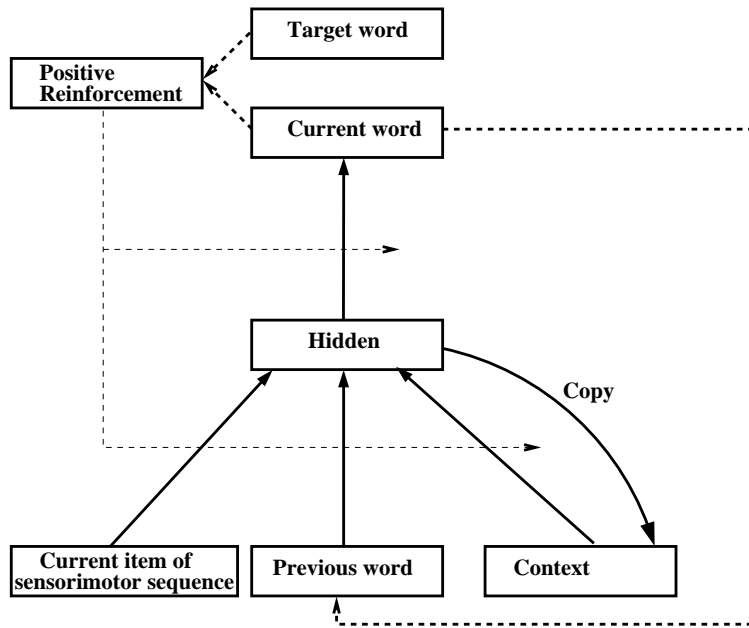 Target word
Positive
Reinforcement
Current word
Hidden
Copy
Current item of
sensorimotor sequence
Previous word
Context